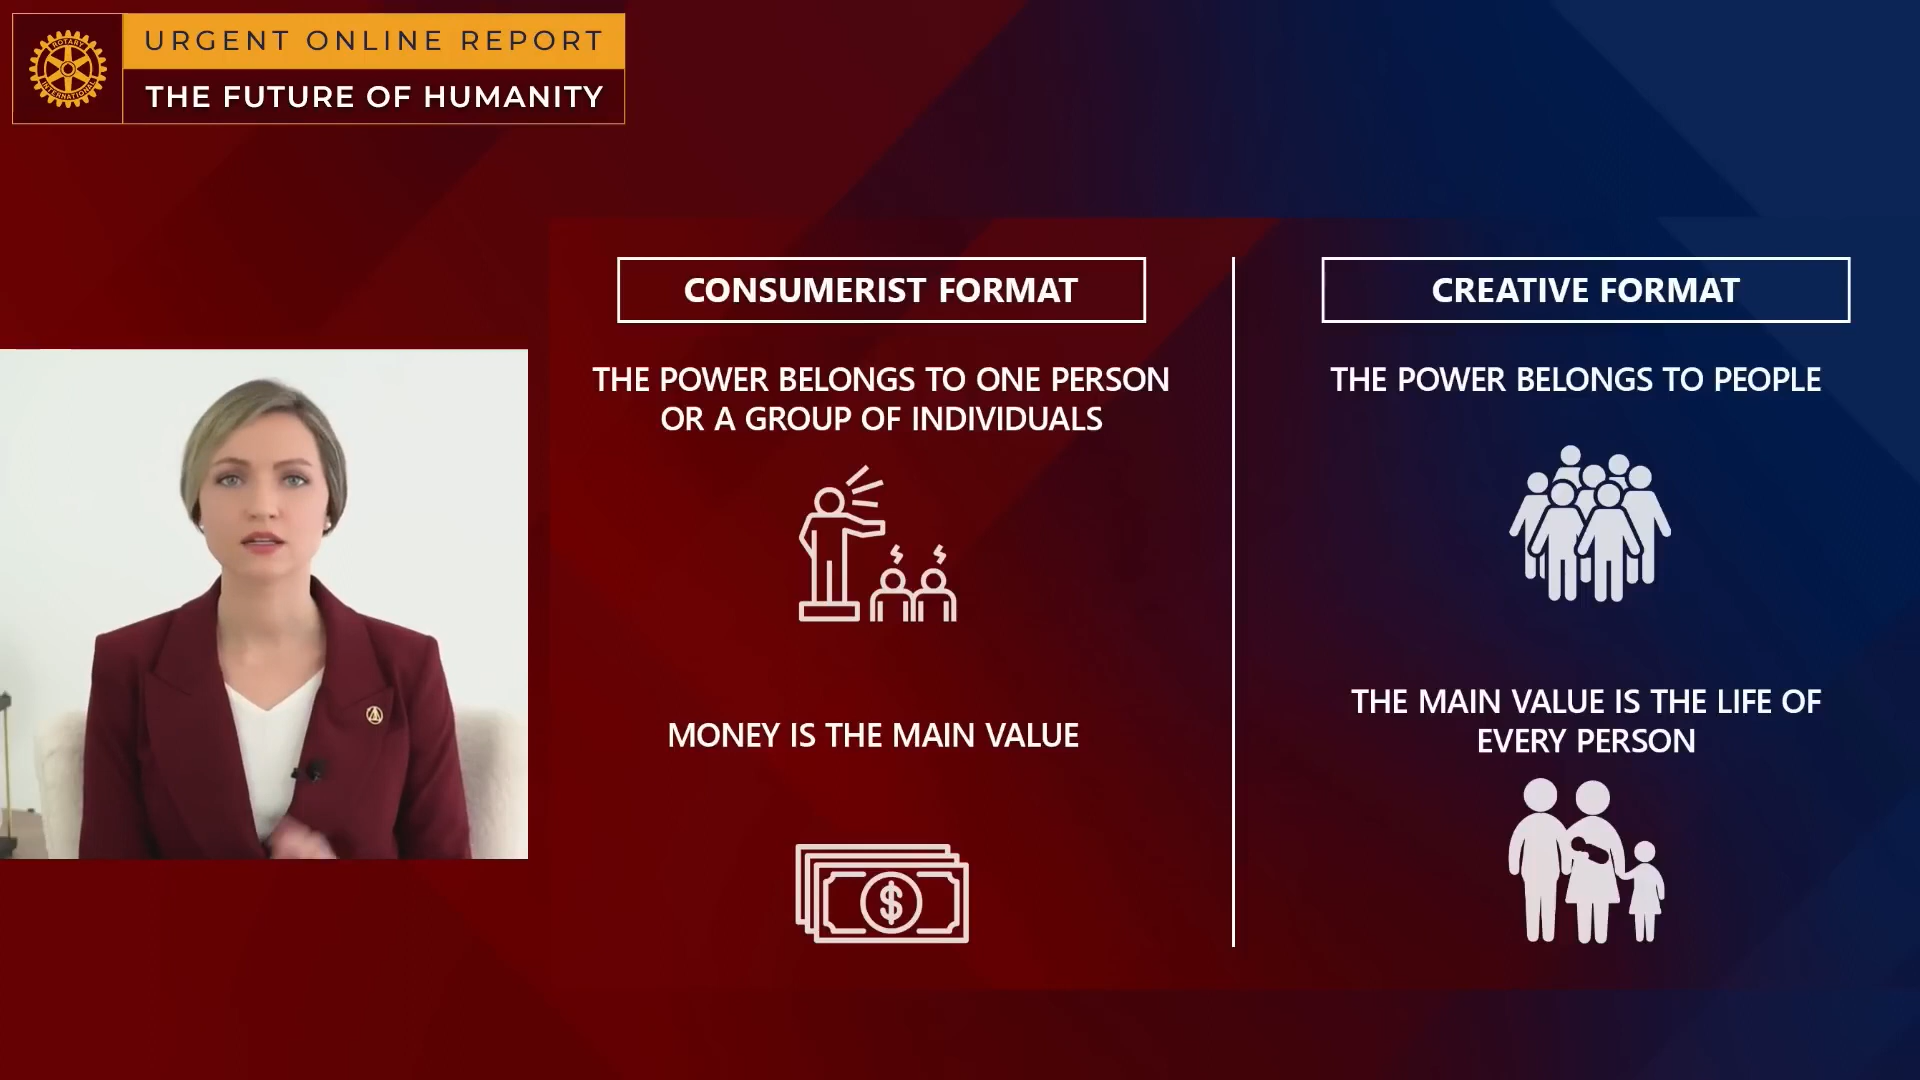 ROTARY
INTERNATIONAL
URGENT ONLINE REPORT
THE FUTURE OF HUMANITY
CONSUMERIST FORMAT
THE POWER BELONGS TO ONE PERSON
OR A GROUP OF INDIVIDUALS
MONEY IS THE MAIN VALUE
$
CREATIVE FORMAT
THE POWER BELONGS TO PEOPLE
THE MAIN VALUE IS THE LIFE OF
EVERY PERSON